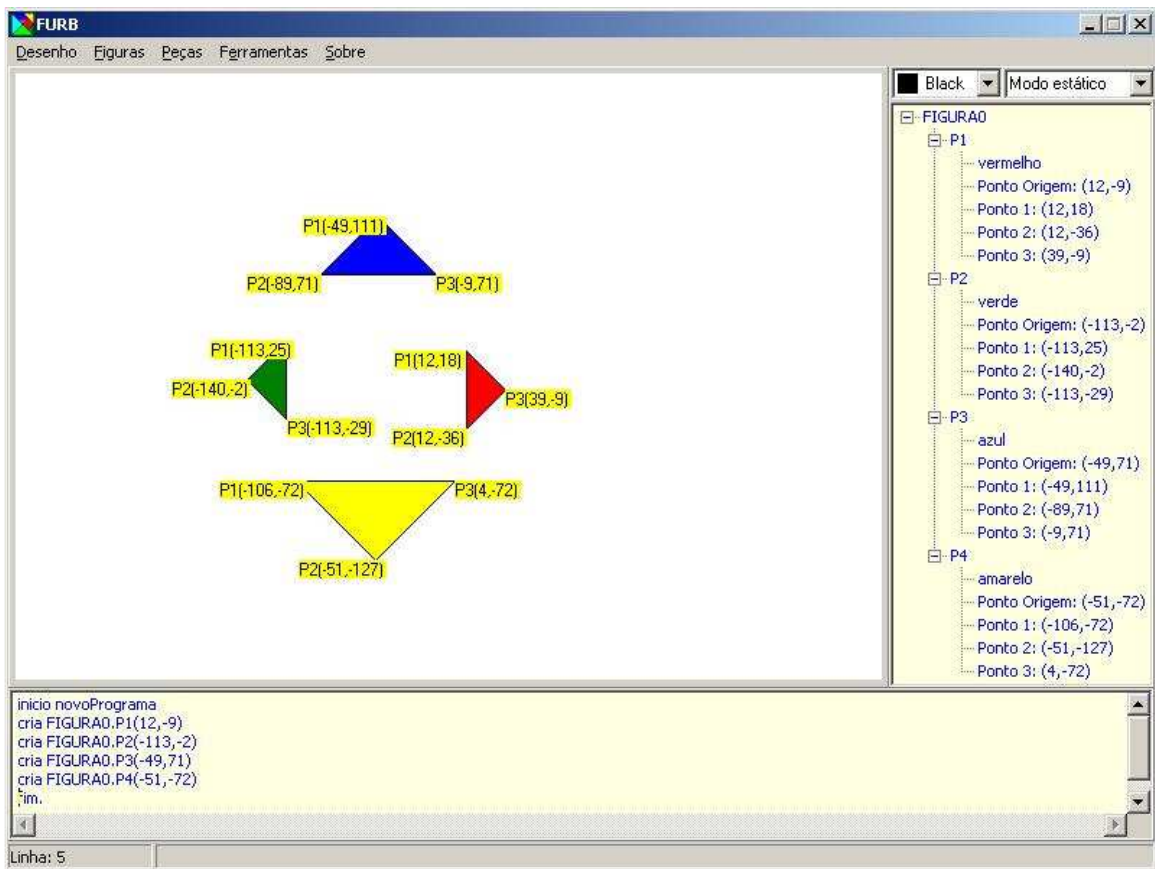 FURB
Desenho Figuras Peças Ferramentas Sobre
Black Modo estático
P1(-49,111)
P2(-89,71) P3(-9,71)
P1(-113,25) P1(12,18)
P2(-140,-2) P3(39,-9)
P3(-113,-29) P2(12,-36)
P1(-106,-72) P3(4,-72)
P2(-51,-127)
FIGURA0
P1
vermelho
Ponto Origem: (12,-9)
Ponto 1: (12,18)
Ponto 2: (12,-36)
Ponto 3: (39,-9)
P2
verde
Ponto Origem: (-113,-2)
Ponto 1: (-113,25)
Ponto 2: (-140,-2)
Ponto 3: (-113,-29)
P3
azul
Ponto Origem: (-49,71)
Ponto 1: (-49,111)
Ponto 2: (-89,71)
Ponto 3: (-9,71)
P4
amarelo
Ponto Origem: (-51,-72)
Ponto 1: (-106,-72)
Ponto 2: (-51,-127)
Ponto 3: (4,-72)
inicio novoPrograma
cria FIGURA0.P1(12,-9)
cria FIGURA0.P2(-113,-2)
cria FIGURA0.P3(-49,71)
cria FIGURA0.P4(-51,-72)
fim.
Linha: 5